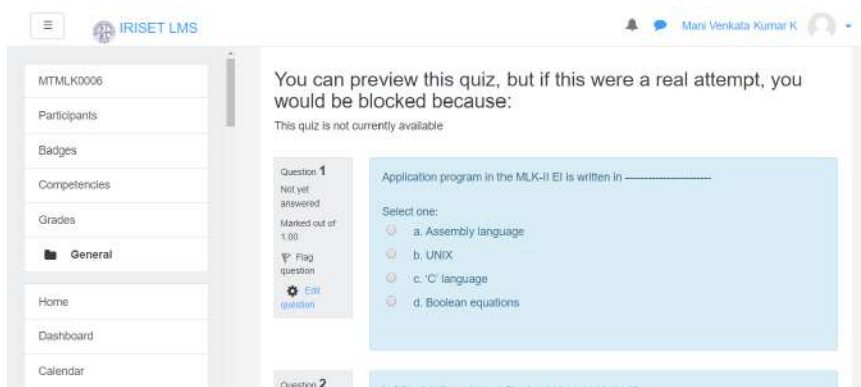 IRISET LMS
Mani Venkata Kumar K
MTMLK0006
Participants
Badges
Competencies
Grades
General
Home
Dashboard
Calendar
You can preview this quiz, but if this were a real attempt, you
would be blocked because:
This quiz is not currently available
Question 1
Not yet
answered
Marked out of
1.00
Flag
question
Edit
question
Application program in the MLK-II EI is written in -----------------------
Select one:
a. Assembly language
b. UNIX
c. 'C' language
d. Boolean equations
Question 2